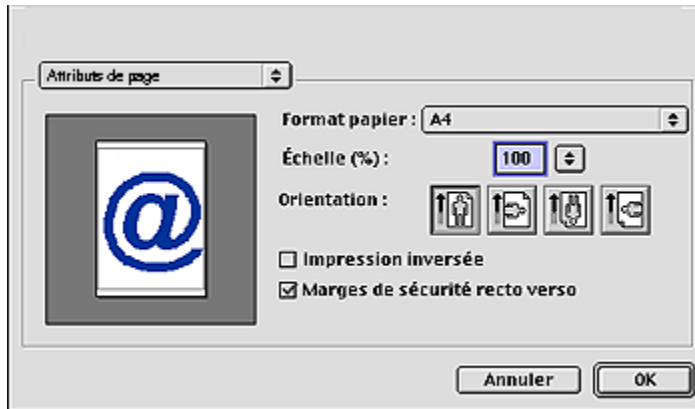 Attributs de page
Format papier : A4
Échelle (%) : 100
@
Orientation :
Impression inversée
Marges de sécurité recto verso
Annuler OK